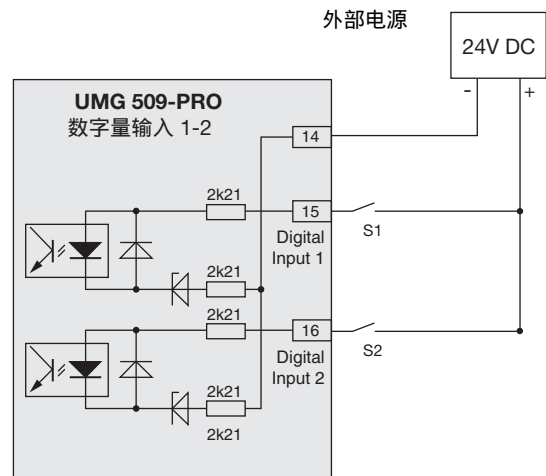 外部电源
24V DC
- +
UMG 509-PRO
数字量输入 1-2
14
2k21
15
S1
Digital
Input 1
2k21
2k21
16
S2
Digital
Input 2
2k21
2k21